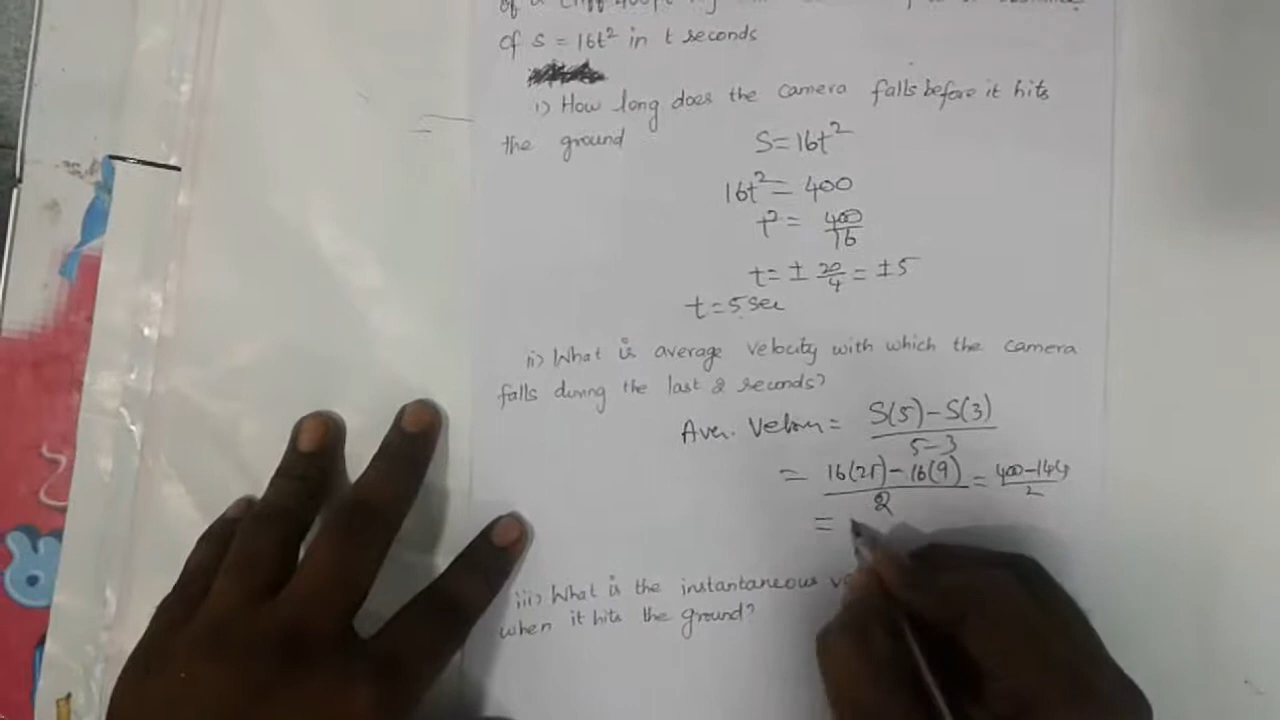 of a cliff
of s = 16t² in t seconds
i) How long does the camera falls before it hits
the ground
S = 16t²
16t² = 400
t² = 400/16
t = ± 20/4 = ±5
t = 5 sec
ii) What is average velocity with which the camera
falls during the last 2 seconds?
Aver. = S(5) - S(3) / 5-3
= 16(25) - 16(9) / 2 = 400-144 / 2
=
iii) What is the instantaneous
when it hits the ground?